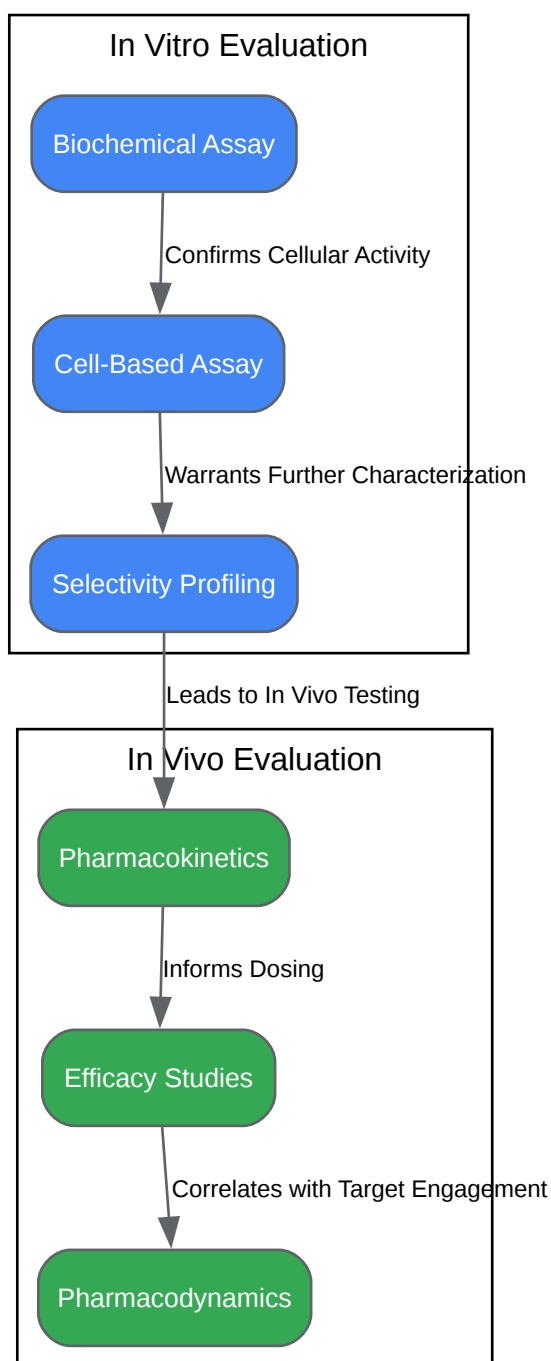 In Vitro Evaluation
Biochemical Assay
Confirms Cellular Activity
Cell-Based Assay
Warrants Further Characterization
Selectivity Profiling
Leads to In Vivo Testing
In Vivo Evaluation
Pharmacokinetics
Informs Dosing
Efficacy Studies
Correlates with Target Engagement
Pharmacodynamics